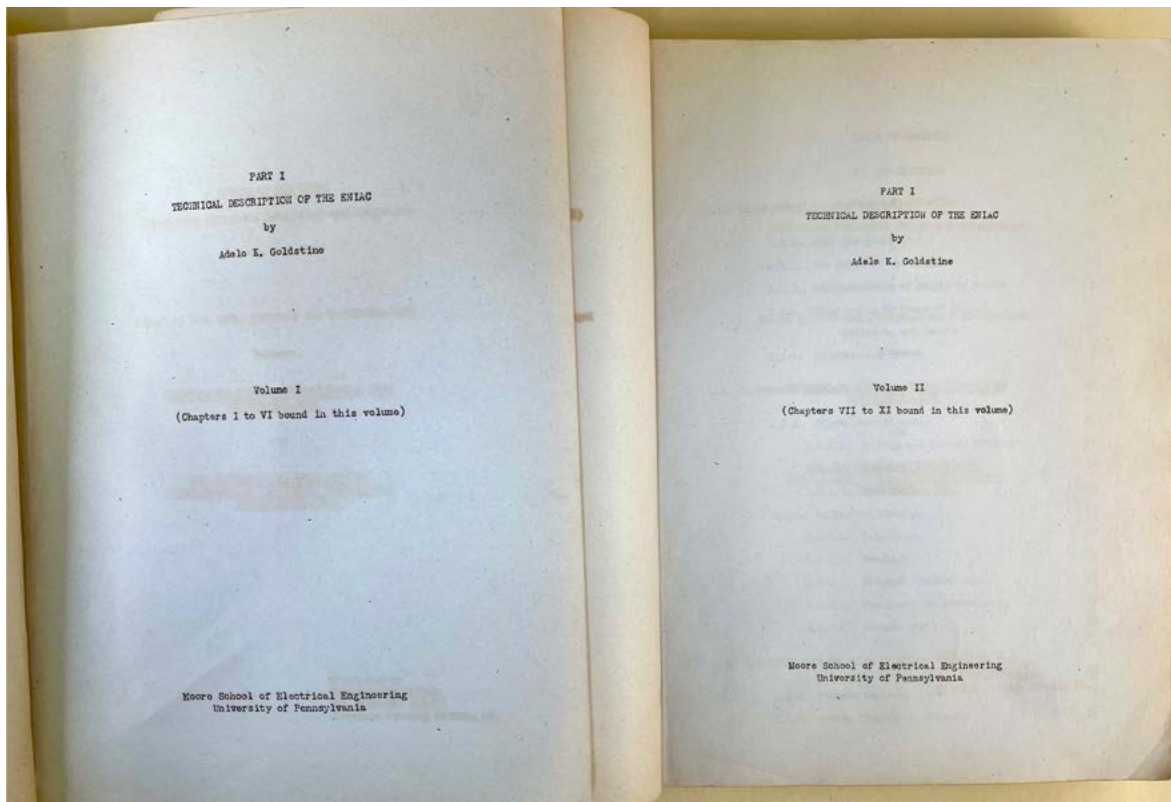 PART I
TECHNICAL DESCRIPTION OF THE ENIAC
by
Adele K. Goldstine
Volume I
(Chapters I to VI bound in this volume)
Moore School of Electrical Engineering
University of Pennsylvania
PART I
TECHNICAL DESCRIPTION OF THE ENIAC
by
Adele K. Goldstine
Volume II
(Chapters VII to XI bound in this volume)
Moore School of Electrical Engineering
University of Pennsylvania